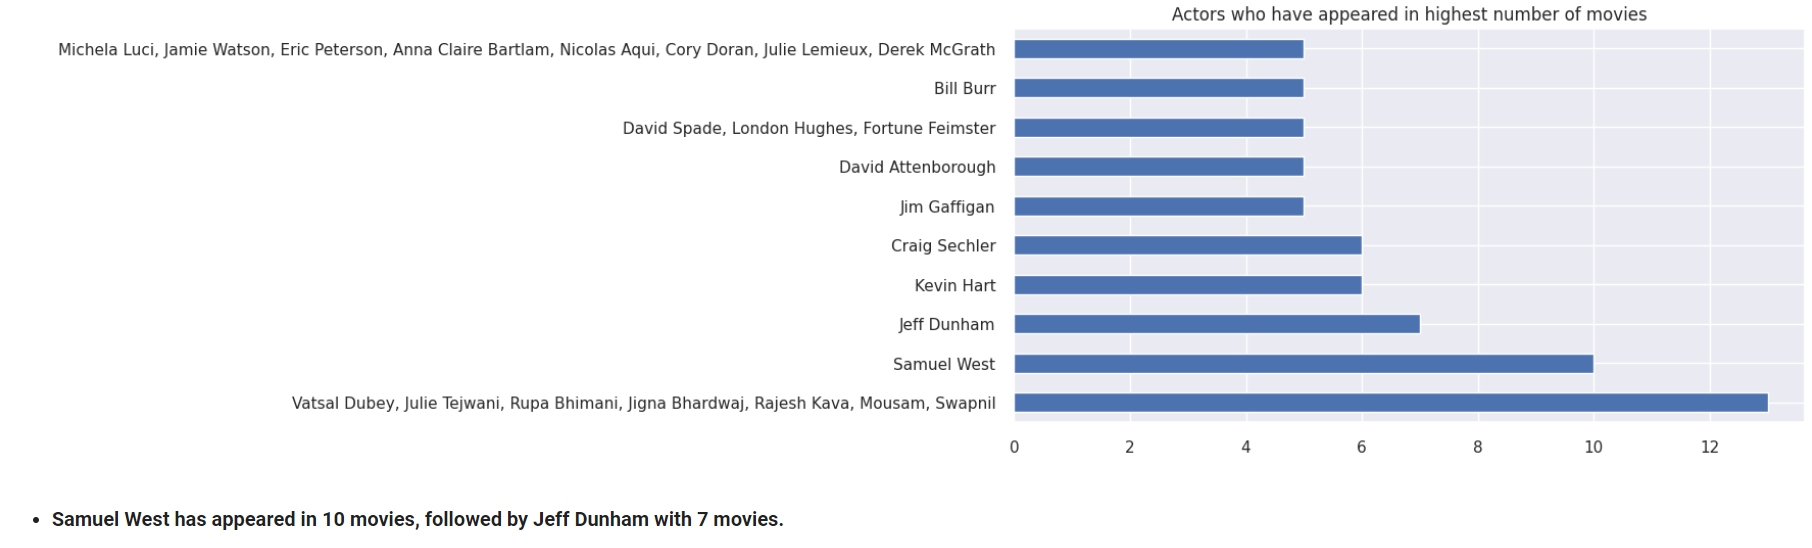 Actors who have appeared in highest number of movies
Michela Luci, Jamie Watson, Eric Peterson, Anna Claire Bartlam, Nicolas Aqui, Cory Doran, Julie Lemieux, Derek McGrath
Bill Burr
David Spade, London Hughes, Fortune Feimster
David Attenborough
Jim Gaffigan
Craig Sechler
Kevin Hart
Jeff Dunham
Samuel West
Vatsal Dubey, Julie Tejwani, Rupa Bhimani, Jigna Bhardwaj, Rajesh Kava, Mousam, Swapnil
0 2 4 6 8 10 12
• Samuel West has appeared in 10 movies, followed by Jeff Dunham with 7 movies.